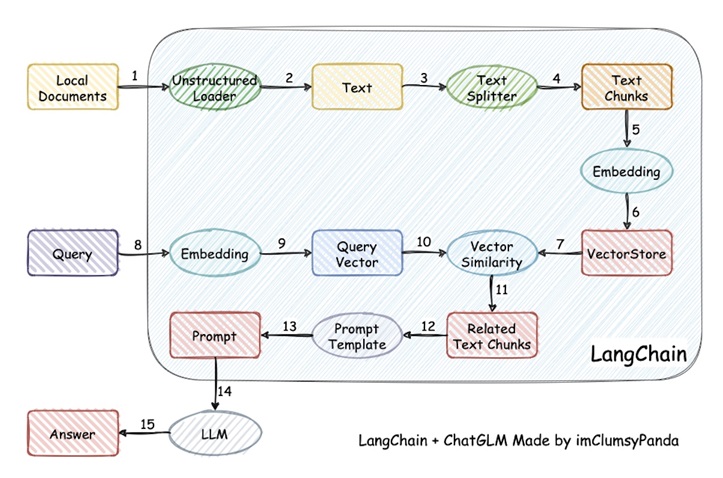 Local
Documents
1
Unstructured
Loader
2
Text
3
Text
Splitter
4
Text
Chunks
5
Embedding
6
Query
8
Embedding
9
Query
Vector
10
Vector
Similarity
7
VectorStore
11
Prompt
13
Prompt
Template
12
Related
Text Chunks
LangChain
14
Answer
15
LLM
LangChain + ChatGLM Made by imClumsyPanda